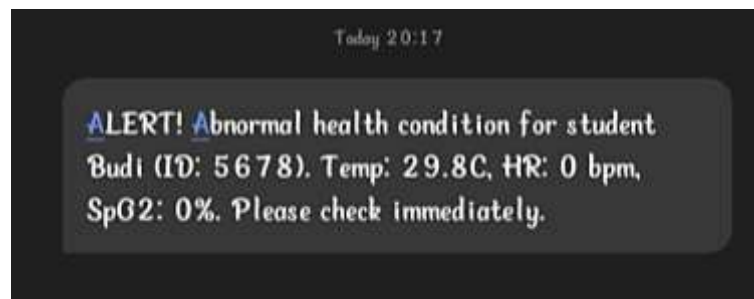 Today 20:17
ALERT! Abnormal health condition for student
Budi (ID: 5678). Temp: 29.8C, HR: 0 bpm,
SpO2: 0%. Please check immediately.